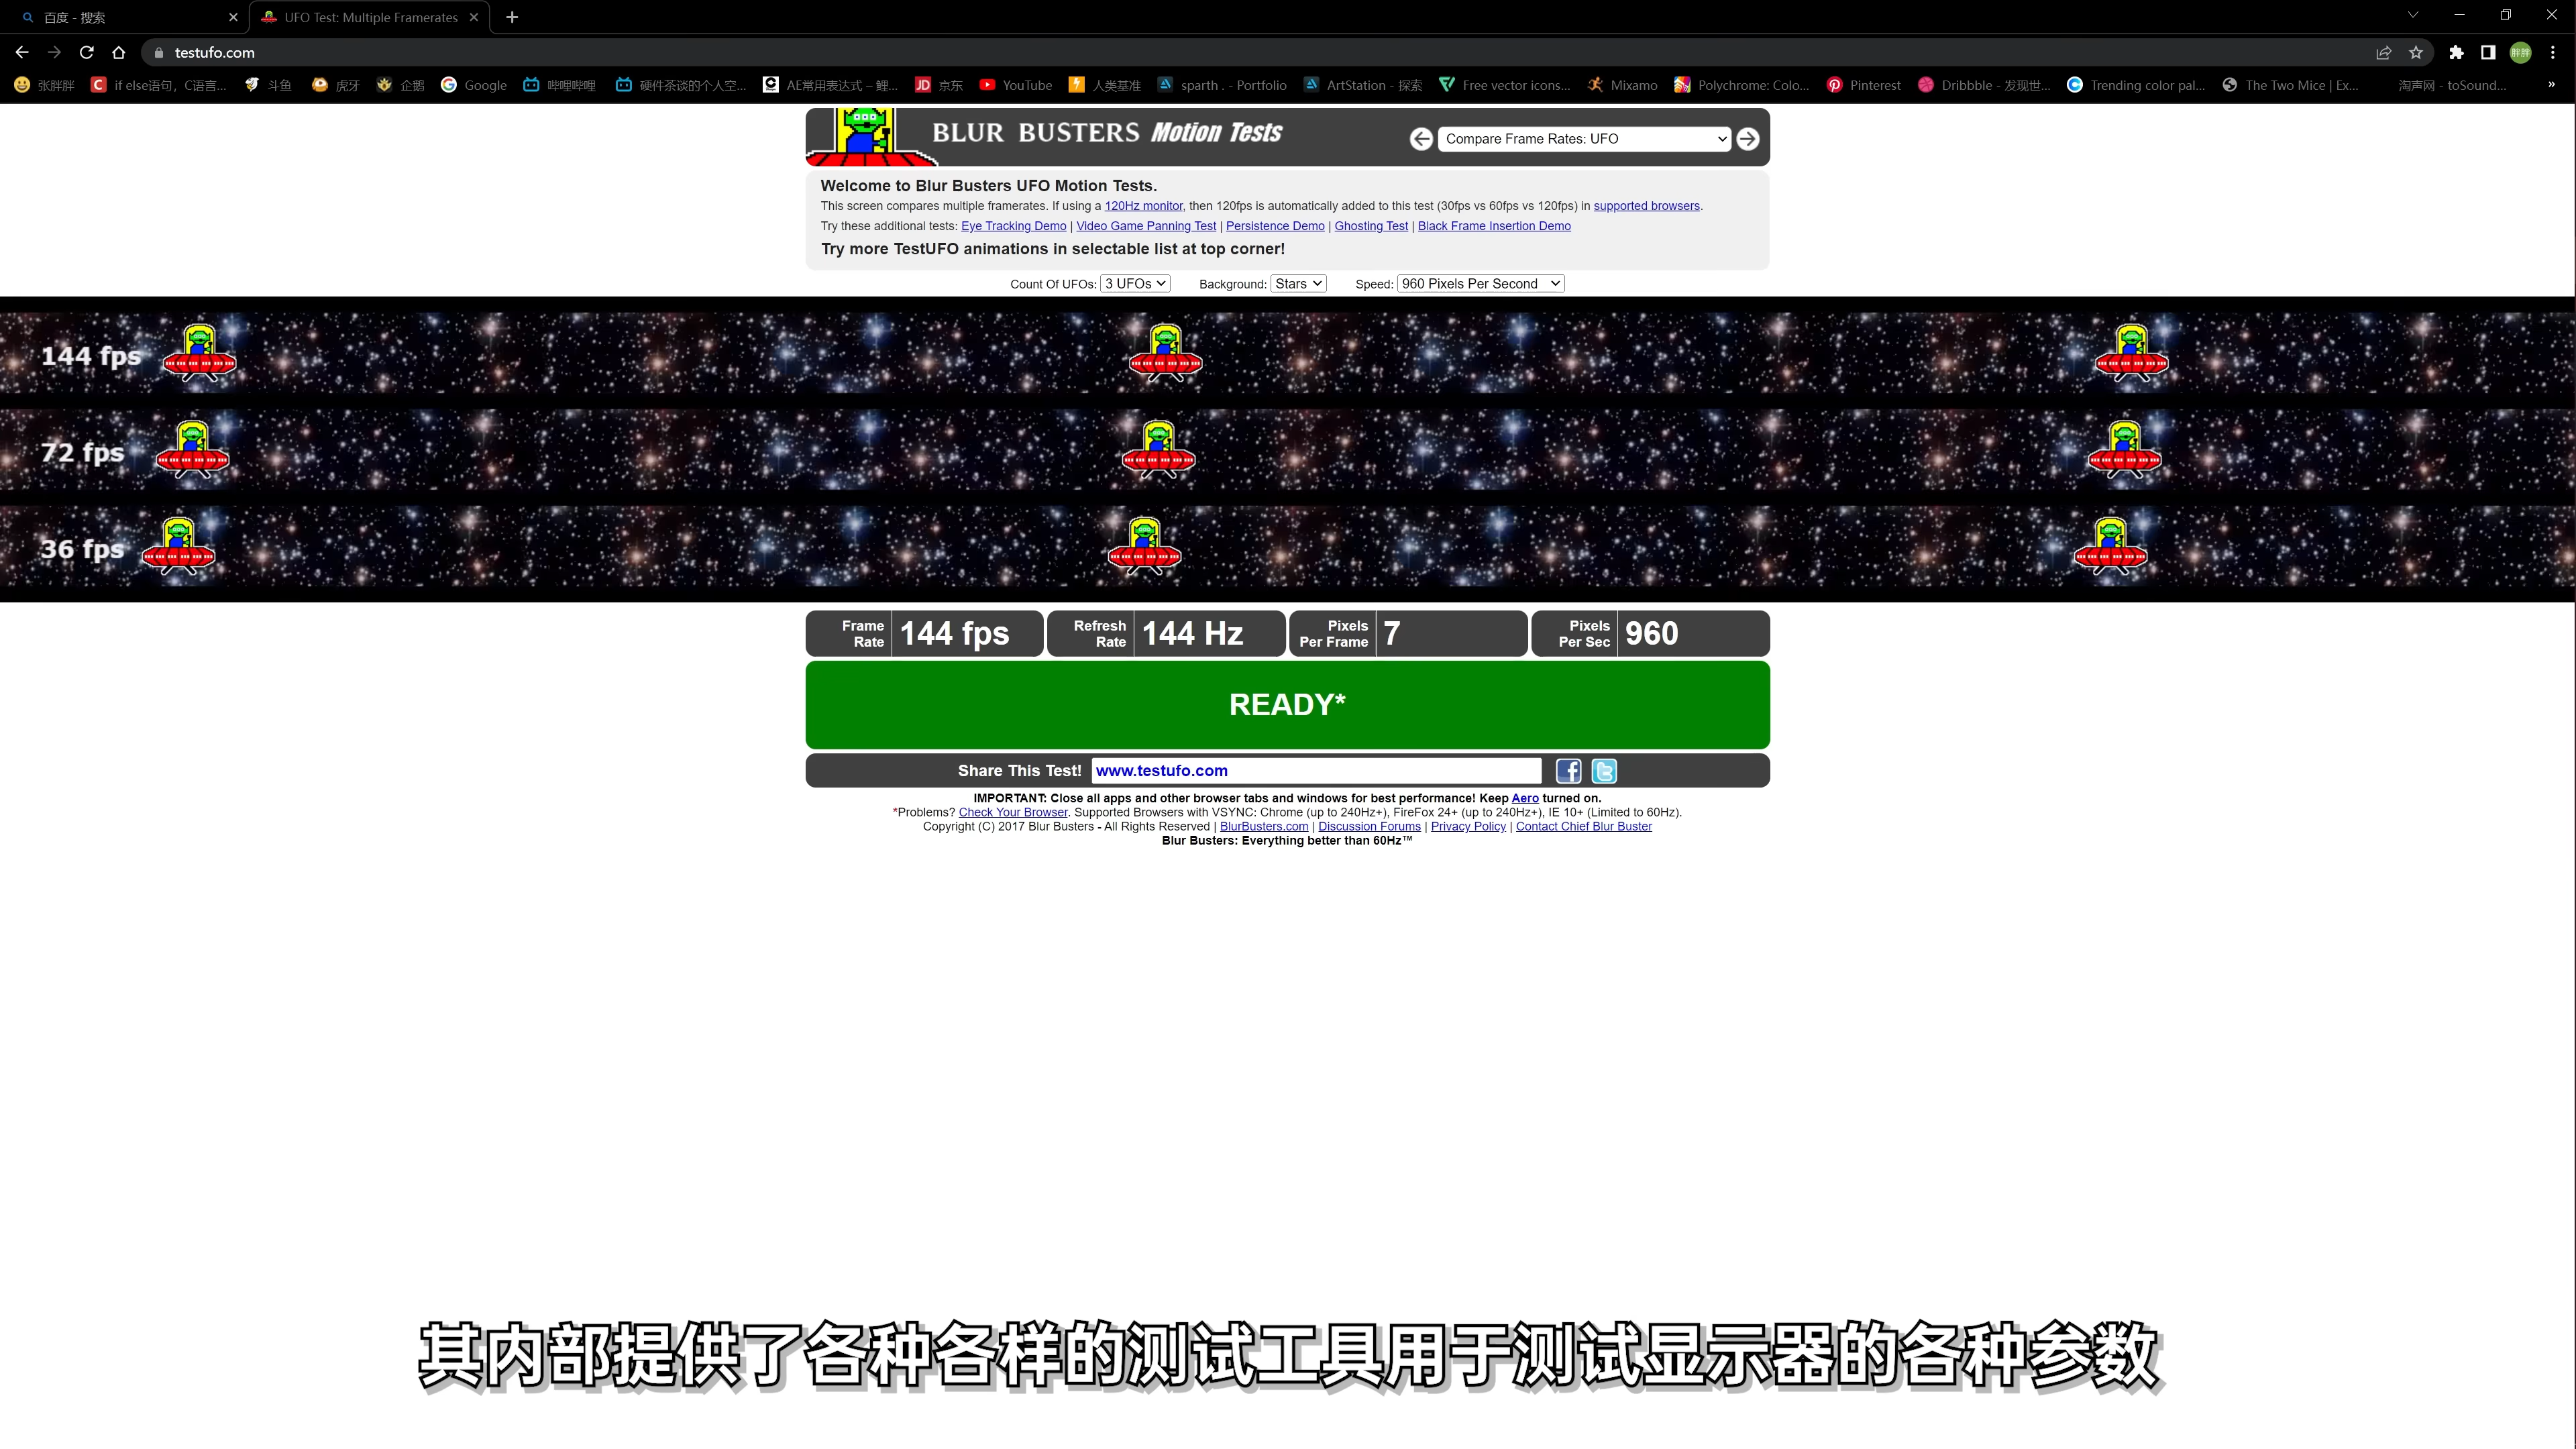 百度 - 搜索
UFO Test: Multiple Framerates
testufo.com
张胖胖 if else语句，C语言... 斗鱼 虎牙 企鹅 Google 哔哩哔哩 硬件茶谈的个人空... AE常用表达式 – 鲤... 京东 YouTube 人类基准 sparth . - Portfolio ArtStation - 探索 Free vector icons... Mixamo Polychrome: Colo... Pinterest Dribbble - 发现世... Trending color pal... The Two Mice | Ex... 淘声网 - toSound... »
BLUR BUSTERS Motion Tests
Compare Frame Rates: UFO
Welcome to Blur Busters UFO Motion Tests.
This screen compares multiple framerates. If using a 120Hz monitor, then 120fps is automatically added to this test (30fps vs 60fps vs 120fps) in supported browsers.
Try these additional tests: Eye Tracking Demo | Video Game Panning Test | Persistence Demo | Ghosting Test | Black Frame Insertion Demo
Try more TestUFO animations in selectable list at top corner!
Count Of UFOs: 3 UFOs Background: Stars Speed: 960 Pixels Per Second
144 fps
72 fps
36 fps
Frame Rate 144 fps
Refresh Rate 144 Hz
Pixels Per Frame 7
Pixels Per Sec 960
READY*
Share This Test! www.testufo.com
IMPORTANT: Close all apps and other browser tabs and windows for best performance! Keep Aero turned on.
*Problems? Check Your Browser. Supported Browsers with VSYNC: Chrome (up to 240Hz+), FireFox 24+ (up to 240Hz+), IE 10+ (Limited to 60Hz).
Copyright (C) 2017 Blur Busters - All Rights Reserved | BlurBusters.com | Discussion Forums | Privacy Policy | Contact Chief Blur Buster
Blur Busters: Everything better than 60Hz™
其内部提供了各种各样的测试工具用于测试显示器的各种参数